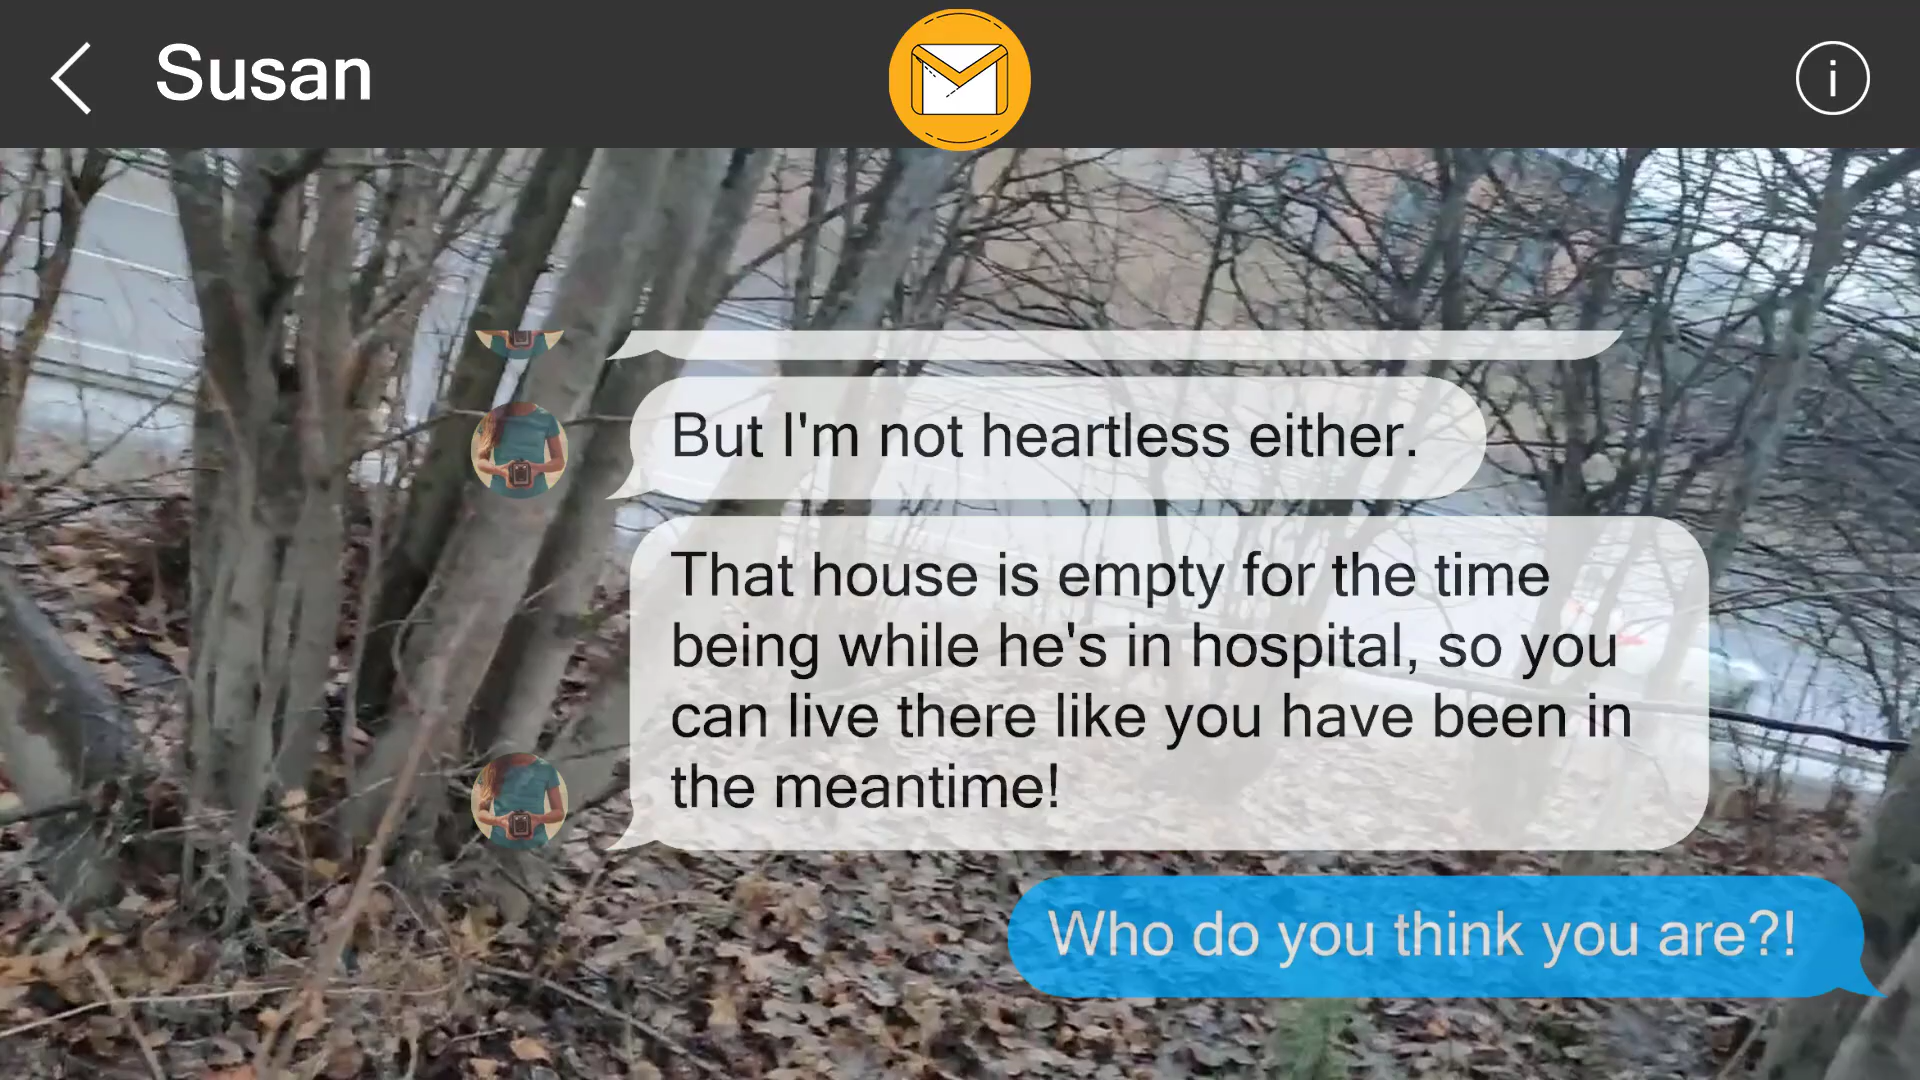 Susan
But I'm not heartless either.
That house is empty for the time
being while he's in hospital, so you
can live there like you have been in
the meantime!
Who do you think you are?!